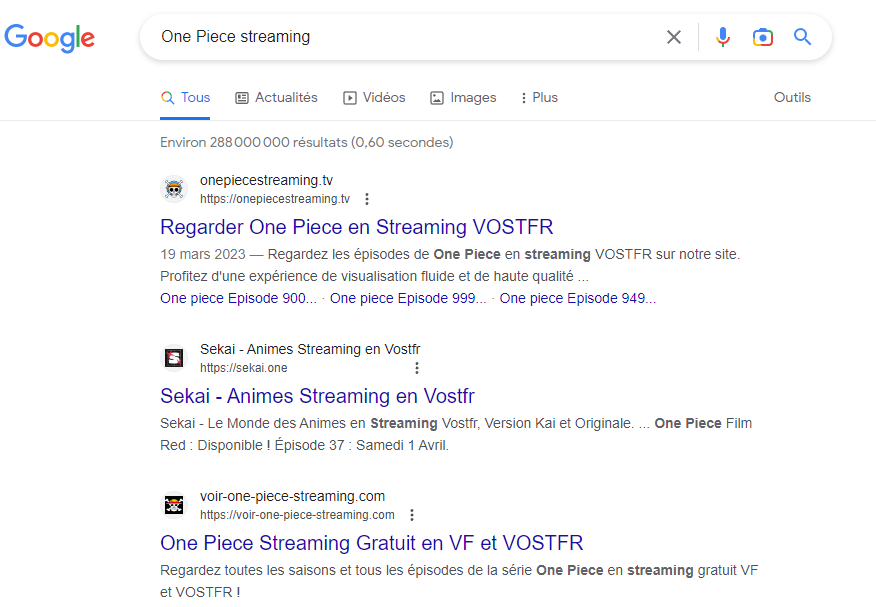 Google
One Piece streaming
Tous Actualités Vidéos Images Plus Outils
Environ 288 000 000 résultats (0,60 secondes)
onepiecestreaming.tv
https://onepiecestreaming.tv
Regarder One Piece en Streaming VOSTFR
19 mars 2023 — Regardez les épisodes de One Piece en streaming VOSTFR sur notre site.
Profitez d'une expérience de visualisation fluide et de haute qualité ...
One piece Episode 900... · One piece Episode 999... · One piece Episode 949...
Sekai - Animes Streaming en Vostfr
https://sekai.one
Sekai - Animes Streaming en Vostfr
Sekai - Le Monde des Animes en Streaming Vostfr, Version Kai et Originale. ... One Piece Film
Red : Disponible ! Épisode 37 : Samedi 1 Avril.
voir-one-piece-streaming.com
https://voir-one-piece-streaming.com
One Piece Streaming Gratuit en VF et VOSTFR
Regardez toutes les saisons et tous les épisodes de la série One Piece en streaming gratuit VF
et VOSTFR !